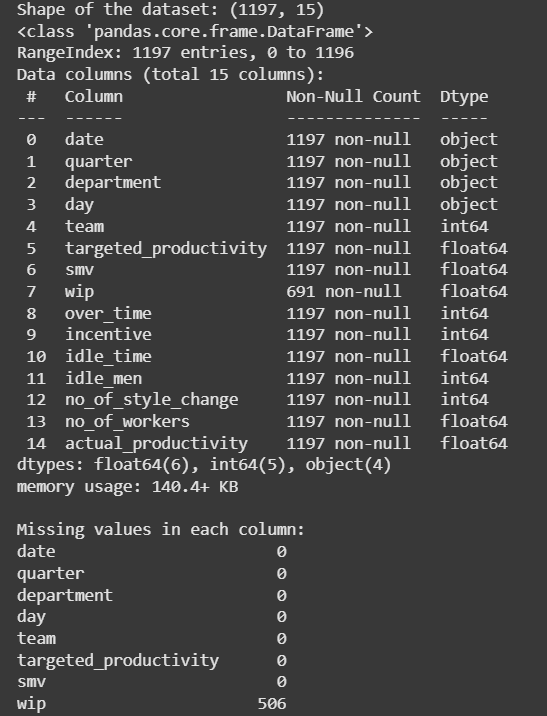 Shape of the dataset: (1197, 15)
<class 'pandas.core.frame.DataFrame'>
RangeIndex: 1197 entries, 0 to 1196
Data columns (total 15 columns):
 #   Column                 Non-Null Count  Dtype
---  ------                 --------------  -----
 0   date                   1197 non-null   object
 1   quarter                1197 non-null   object
 2   department             1197 non-null   object
 3   day                    1197 non-null   object
 4   team                   1197 non-null   int64
 5   targeted_productivity  1197 non-null   float64
 6   smv                    1197 non-null   float64
 7   wip                    691 non-null    float64
 8   over_time              1197 non-null   int64
 9   incentive              1197 non-null   int64
 10  idle_time              1197 non-null   float64
 11  idle_men               1197 non-null   int64
 12  no_of_style_change     1197 non-null   int64
 13  no_of_workers          1197 non-null   float64
 14  actual_productivity    1197 non-null   float64
dtypes: float64(6), int64(5), object(4)
memory usage: 140.4+ KB

Missing values in each column:
date                       0
quarter                    0
department                 0
day                        0
team                       0
targeted_productivity      0
smv                        0
wip                      506